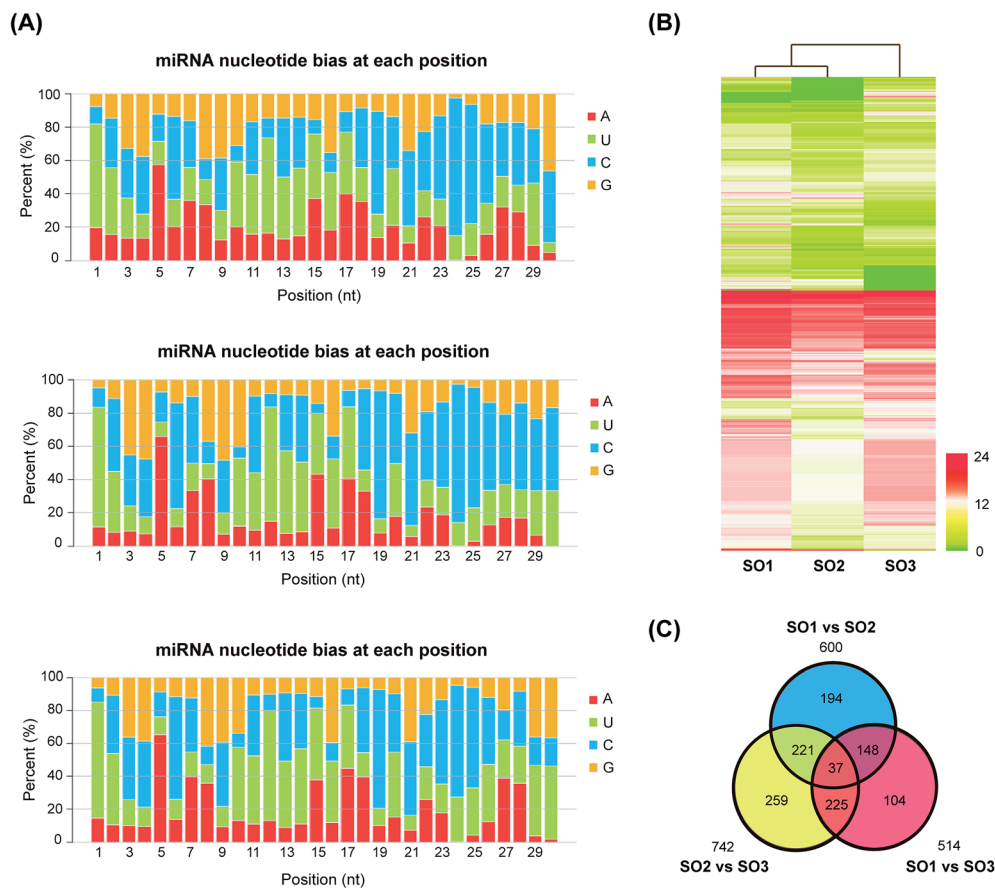 (A)
miRNA nucleotide bias at each position
100
80
60
40
20
0
Percent (%)
1 3 5 7 9 11 13 15 17 19 21 23 25 27 29
Position (nt)
A
U
C
G
miRNA nucleotide bias at each position
100
80
60
40
20
0
Percent (%)
1 3 5 7 9 11 13 15 17 19 21 23 25 27 29
Position (nt)
A
U
C
G
miRNA nucleotide bias at each position
100
80
60
40
20
0
Percent (%)
1 3 5 7 9 11 13 15 17 19 21 23 25 27 29
Position (nt)
A
U
C
G
(B)
24
12
0
SO1 SO2 SO3
(C)
SO1 vs SO2
600
194
221 148
37
259 225 104
742 514
SO2 vs SO3 SO1 vs SO3